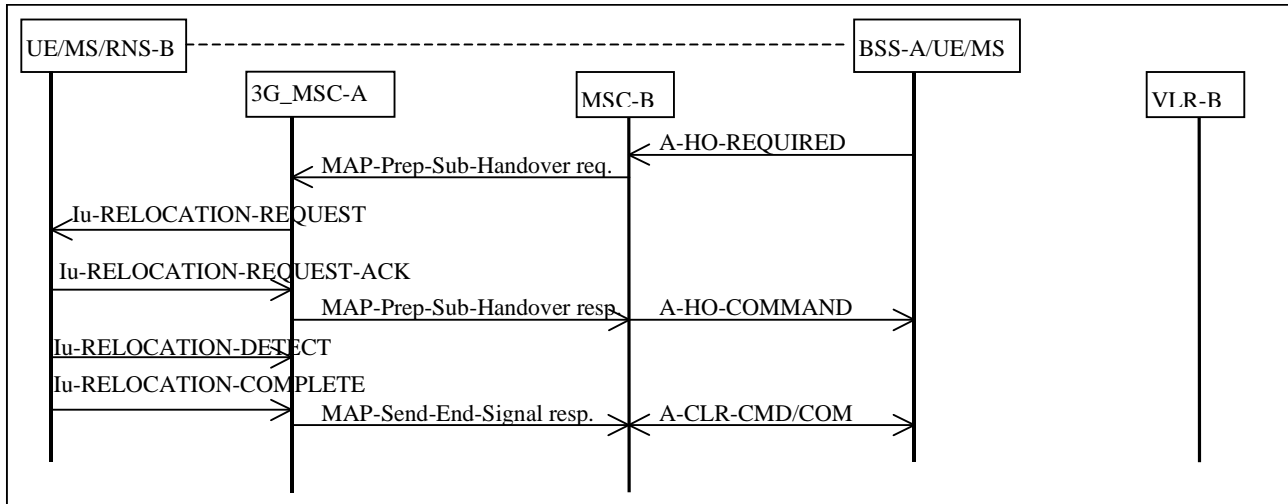 UE/MS/RNS-B
BSS-A/UE/MS
3G_MSC-A
MSC-B
VLR-B
A-HO-REQUIRED
MAP-Prep-Sub-Handover req.
Iu-RELOCATION-REQUEST
Iu-RELOCATION-REQUEST-ACK
MAP-Prep-Sub-Handover resp.
A-HO-COMMAND
Iu-RELOCATION-DETECT
Iu-RELOCATION-COMPLETE
MAP-Send-End-Signal resp.
A-CLR-CMD/COM